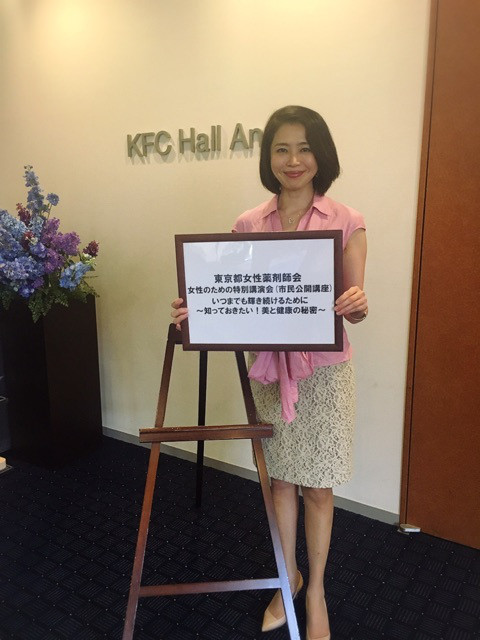 KFC Hall An
東京都女性薬剤師会
女性のための特別講演会(市民公開講座)
いつまでも輝き続けるために
〜知っておきたい!美と健康の秘密〜